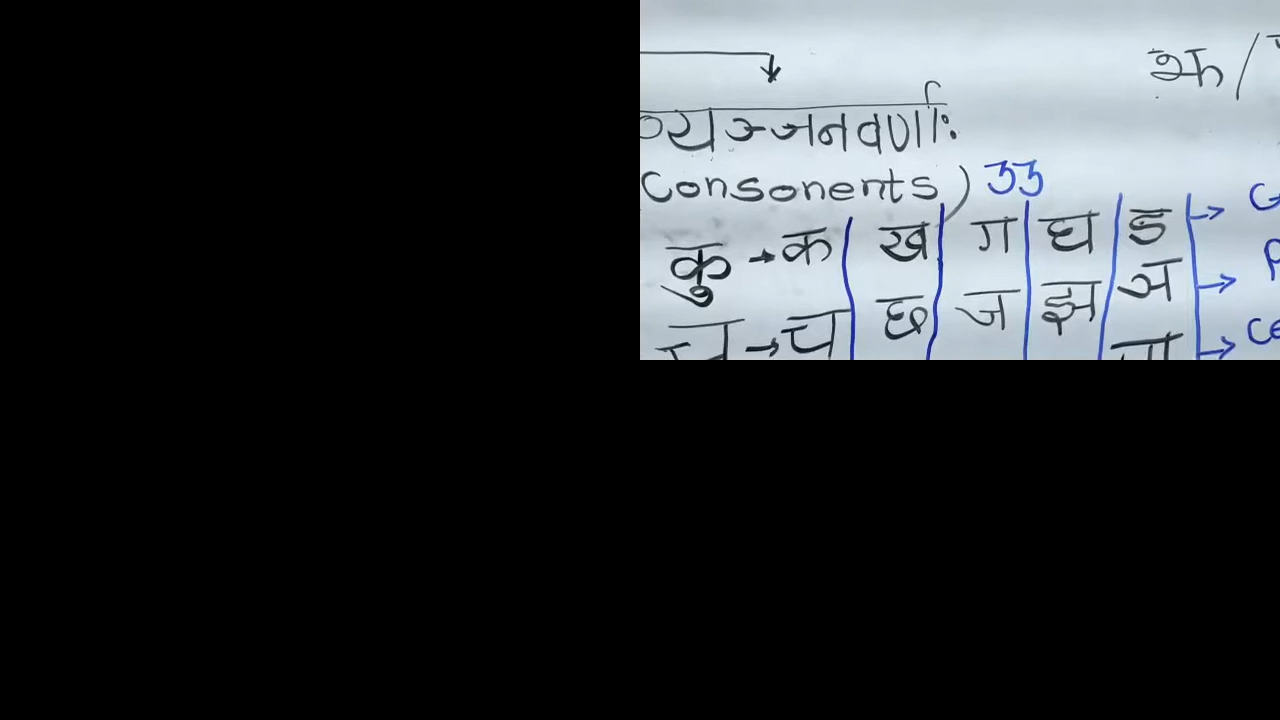 झ /
व्यञ्जनवर्णाः
Consonents) 33
कु → क | ख | ग | घ | ङ →
छ | ज | झ | ञ →
→ च →